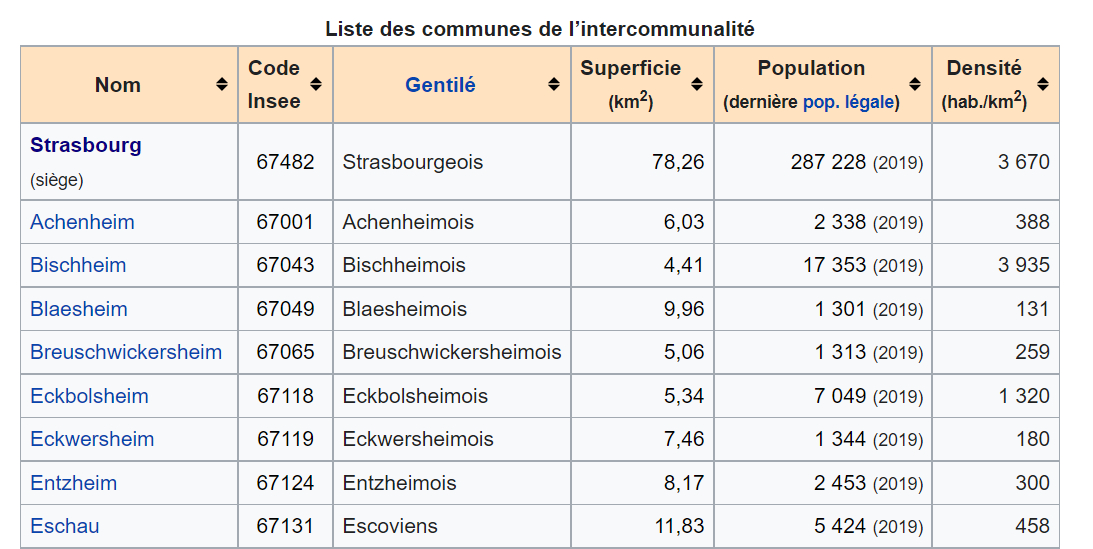 Liste des communes de l’intercommunalité
Nom Code Insee Gentilé Superficie (km2) Population (dernière pop. légale) Densité (hab./km2)
Strasbourg (siège) 67482 Strasbourgeois 78,26 287 228 (2019) 3 670
Achenheim 67001 Achenheimois 6,03 2 338 (2019) 388
Bischheim 67043 Bischheimois 4,41 17 353 (2019) 3 935
Blaesheim 67049 Blaesheimois 9,96 1 301 (2019) 131
Breuschwickersheim 67065 Breuschwickersheimois 5,06 1 313 (2019) 259
Eckbolsheim 67118 Eckbolsheimois 5,34 7 049 (2019) 1 320
Eckwersheim 67119 Eckwersheimois 7,46 1 344 (2019) 180
Entzheim 67124 Entzheimois 8,17 2 453 (2019) 300
Eschau 67131 Escoviens 11,83 5 424 (2019) 458